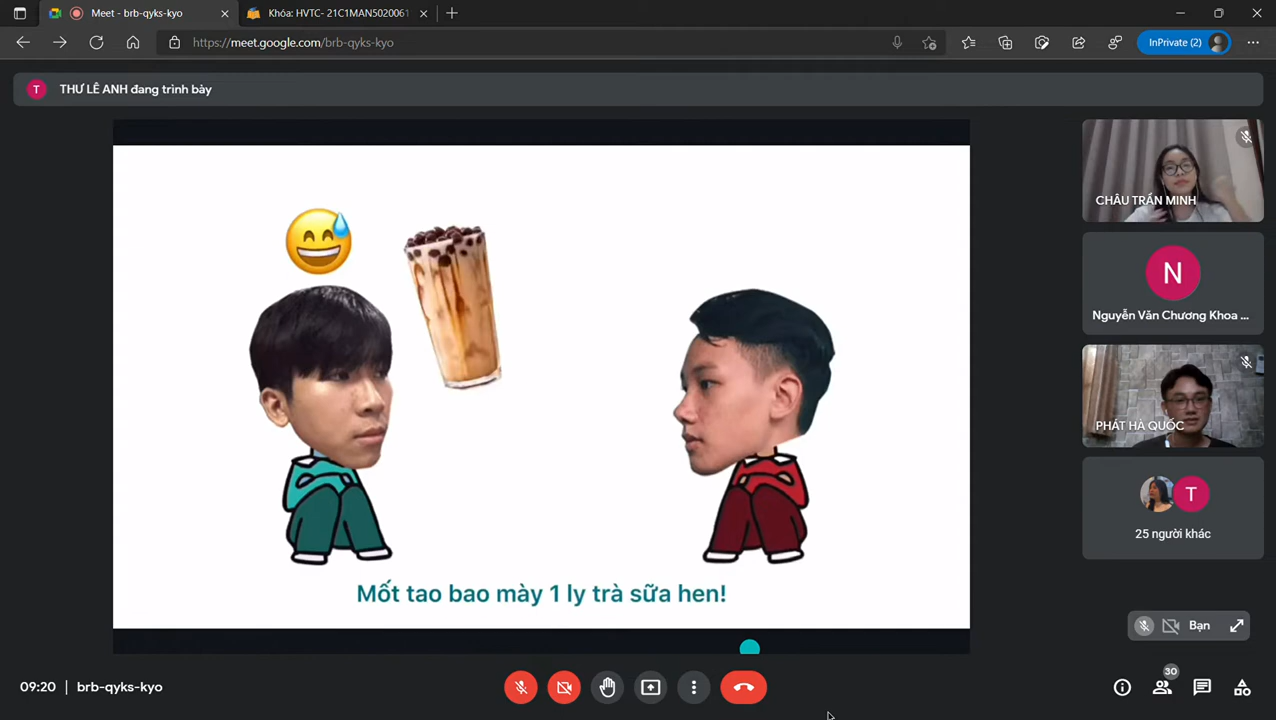 Meet - brb-qyks-kyo
Khóa: HVTC- 21C1MAN5020061
https://meet.google.com/brb-qyks-kyo
InPrivate (2)
T
THƯ LÊ ANH đang trình bày
CHÂU TRẦN MINH
N
Nguyễn Văn Chương Khoa ...
PHÁT HÀ QUỐC
T
25 người khác
Mốt tao bao mày 1 ly trà sữa hen!
Bạn
09:20 | brb-qyks-kyo
30